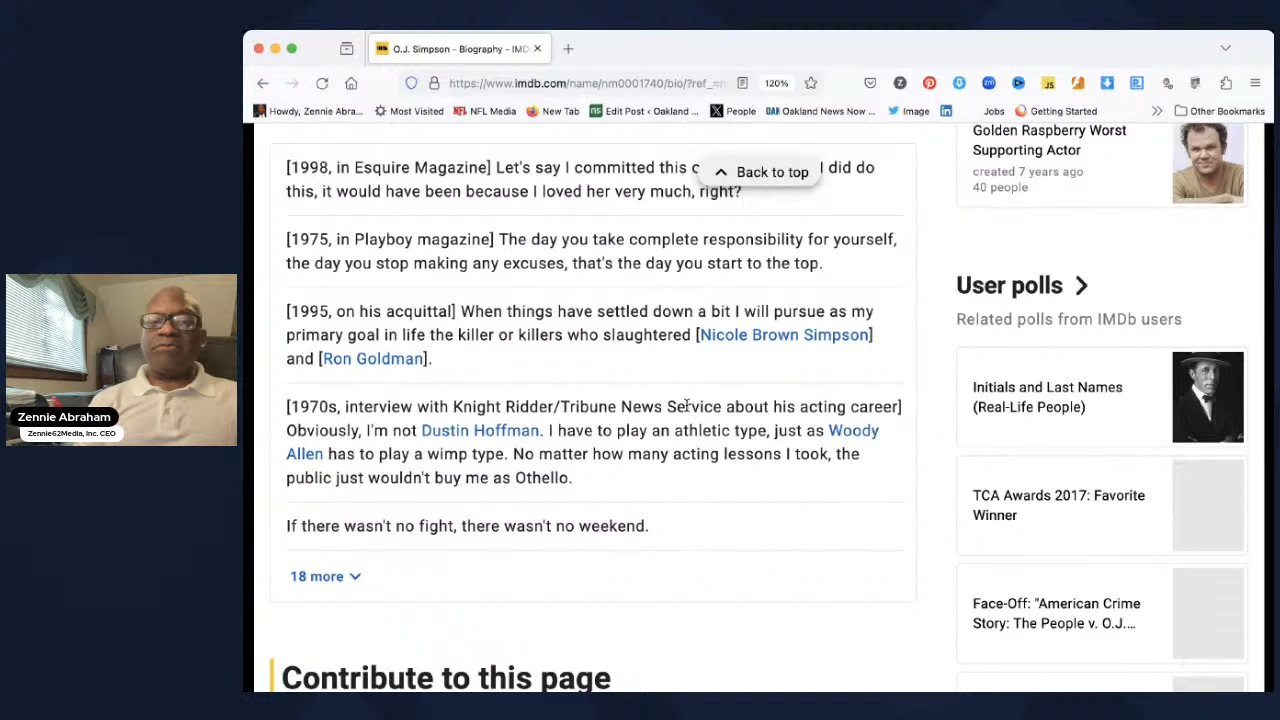 O.J. Simpson - Biography - IMD
https://www.imdb.com/name/nm0001740/bio/?ref_=n
120%
Howdy, Zennie Abra...
Most Visited
NFL Media
New Tab
Edit Post ‹ Oakland ...
People
Oakland News Now ...
Image
Jobs
Getting Started
Other Bookmarks
[1998, in Esquire Magazine] Let's say I committed this c
I did do
this, it would have been because I loved her very much, right?
Back to top
[1975, in Playboy magazine] The day you take complete responsibility for yourself,
the day you stop making any excuses, that's the day you start to the top.
[1995, on his acquittal] When things have settled down a bit I will pursue as my
primary goal in life the killer or killers who slaughtered [Nicole Brown Simpson]
and [Ron Goldman].
[1970s, interview with Knight Ridder/Tribune News Service about his acting career]
Obviously, I'm not Dustin Hoffman. I have to play an athletic type, just as Woody
Allen has to play a wimp type. No matter how many acting lessons I took, the
public just wouldn't buy me as Othello.
If there wasn't no fight, there wasn't no weekend.
18 more
Contribute to this page
Golden Raspberry Worst
Supporting Actor
created 7 years ago
40 people
User polls
Related polls from IMDb users
Initials and Last Names
(Real-Life People)
TCA Awards 2017: Favorite
Winner
Face-Off: "American Crime
Story: The People v. O.J....
Zennie Abraham
Zennie62Media, Inc. CEO